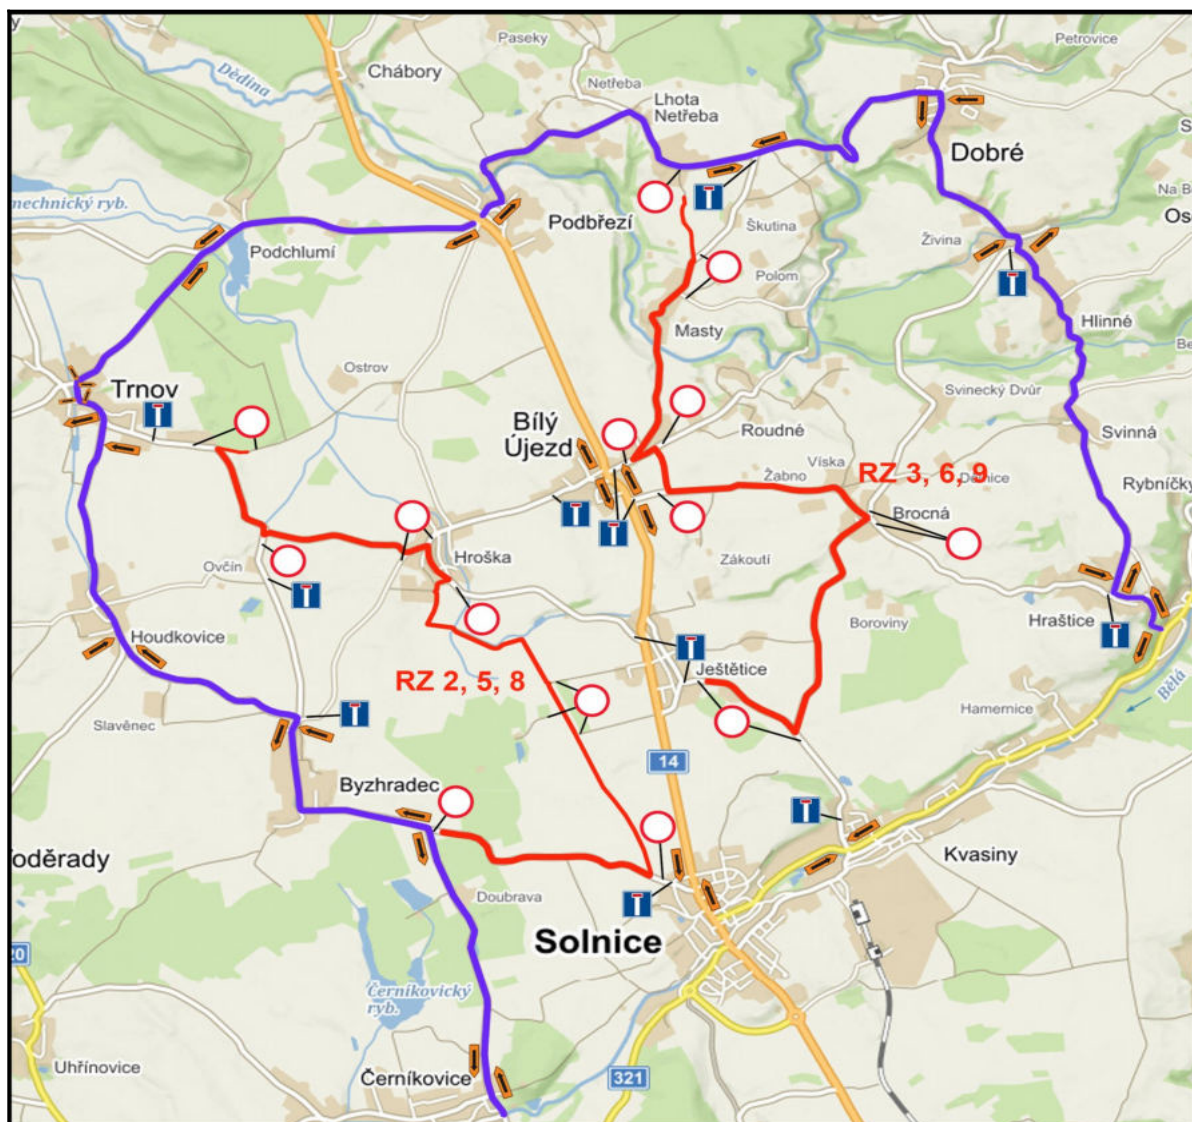 Paseky
Petrovice
Chábory
Dědina
Netřeba
Lhota
Netřeba
Dobré
Na B
mechnický ryb.
Podbřezí
Škutina
Živina
Os
Podchlumí
Polom
Masty
Hlinné
Be
Ostrov
Trnov
Svinecký Dvůr
Bílý
Újezd
Roudné
Svinná
Žabno
Víska
RZ 3, 6, 9
Rybníčky
Brocná
Hroška
Zákoutí
Ovčín
Houdkovice
Boroviny
Hraštice
RZ 2, 5, 8
Ještětice
Bělá
Slavěnec
Hamernice
14
Byzhradec
Kvasiny
oděrady
Doubrava
Solnice
20
Černíkovický
ryb.
Uhřínovice
Černíkovice
321